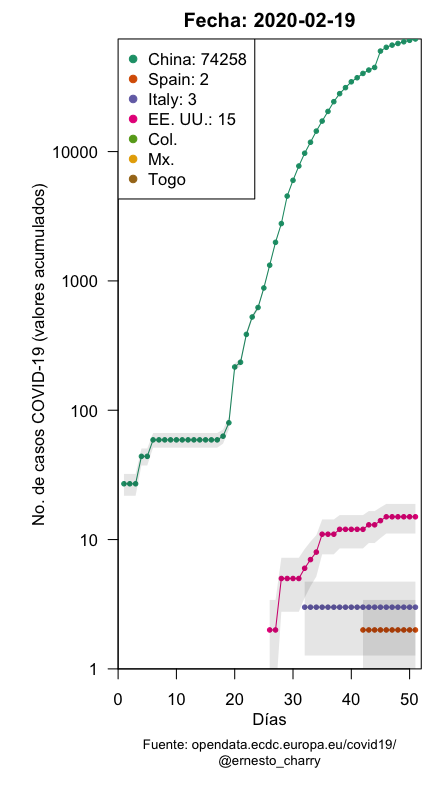 Fecha: 2020-02-19
China: 74258
Spain: 2
Italy: 3
EE. UU.: 15
Col.
Mx.
Togo
No. de casos COVID-19 (valores acumulados)
10000
1000
100
10
1
0 10 20 30 40 50
Días
Fuente: opendata.ecdc.europa.eu/covid19/
@ernesto_charry